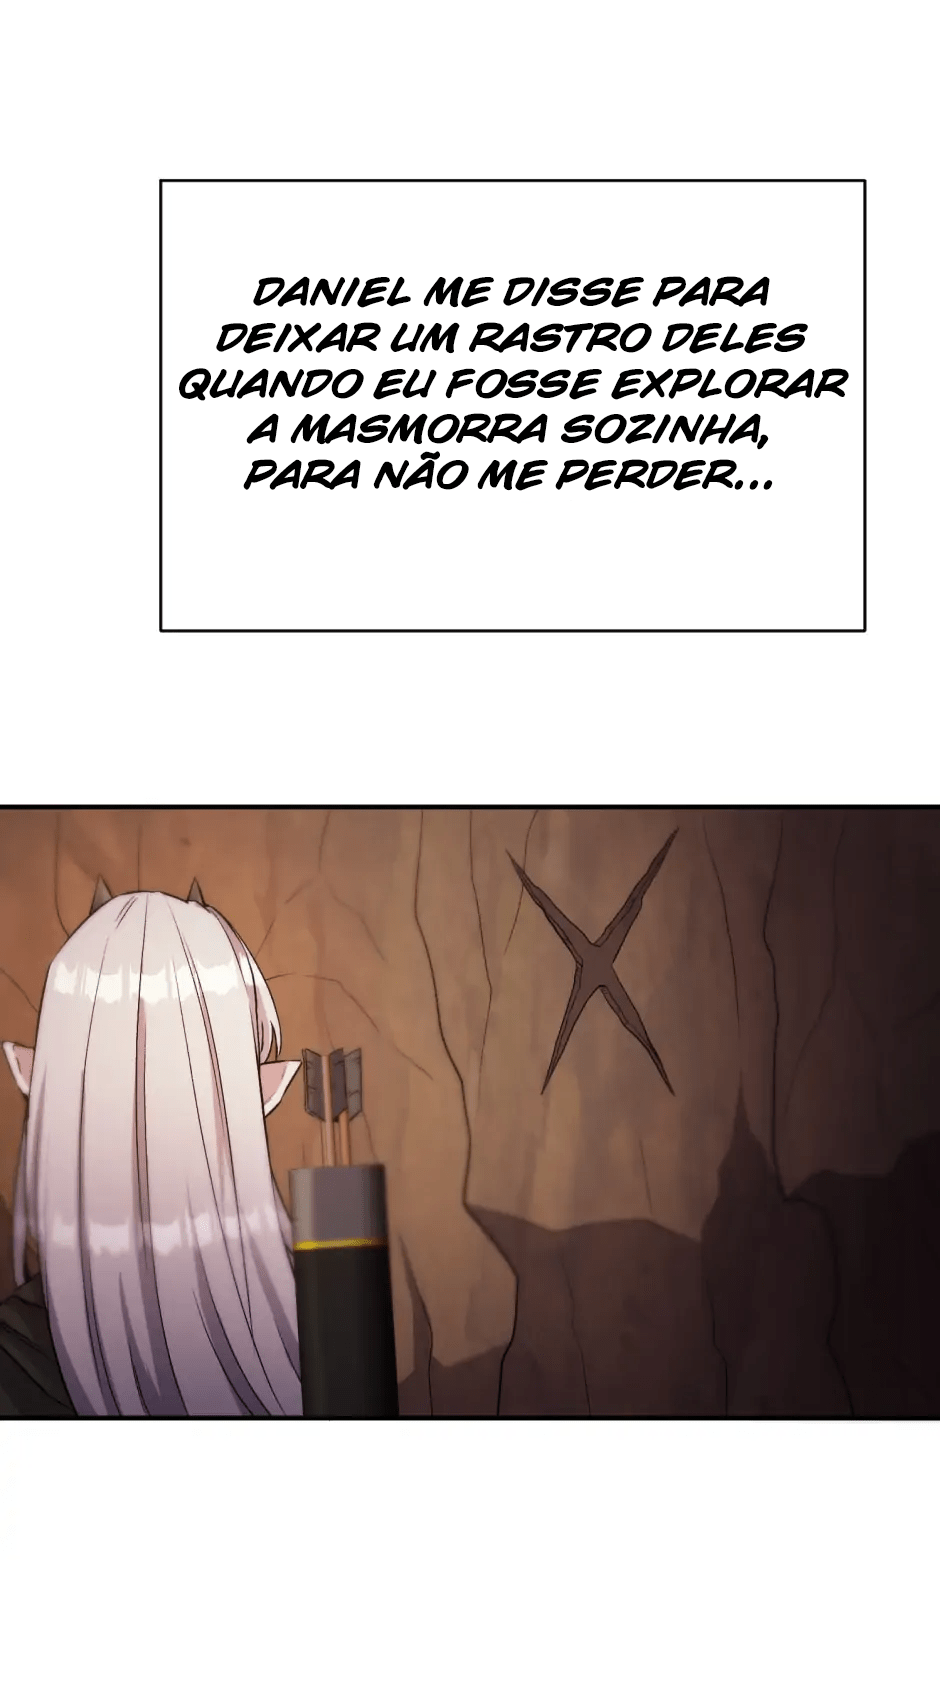 DANIEL ME DISSE PARA
DEIXAR UM RASTRO DELES
QUANDO EU FOSSE EXPLORAR
A MASMORRA SOZINHA,
PARA NÃO ME PERDER...